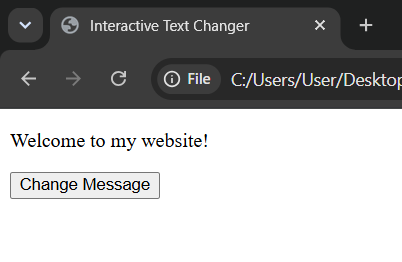 Interactive Text Changer
File C:/Users/User/Desktop
Welcome to my website!
Change Message